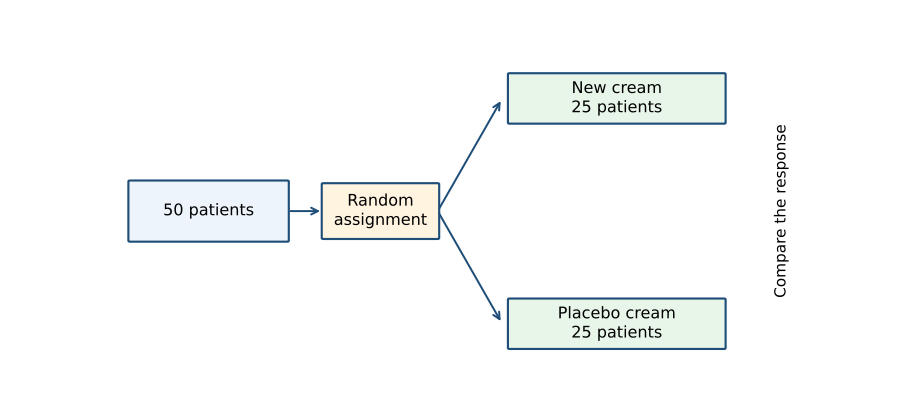 50 patients
Random
assignment
New cream
25 patients
Placebo cream
25 patients
Compare the response